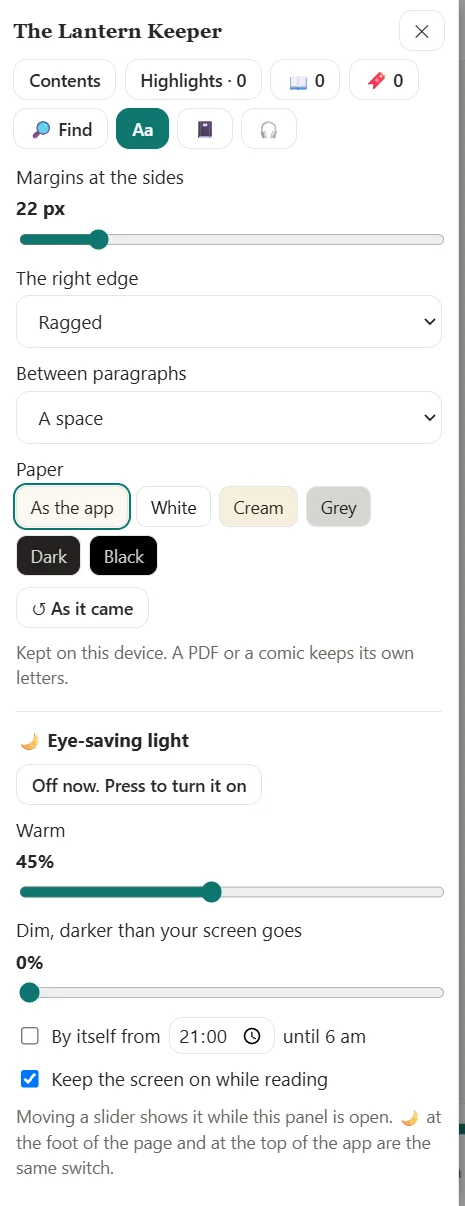 The Lantern Keeper
Contents
Highlights · 0
0
0
Find
Aa
Margins at the sides
22 px
The right edge
Ragged
Between paragraphs
A space
Paper
As the app
White
Cream
Grey
Dark
Black
↺ As it came
Kept on this device. A PDF or a comic keeps its own
letters.
🌙 Eye-saving light
Off now. Press to turn it on
Warm
45%
Dim, darker than your screen goes
0%
By itself from 21:00 until 6 am
Keep the screen on while reading
Moving a slider shows it while this panel is open. 🌙 at
the foot of the page and at the top of the app are the
same switch.